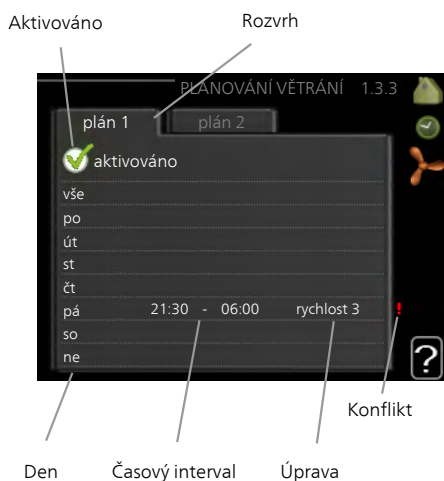 Aktivováno Rozvrh
PLÁNOVÁNÍ VĚTRÁNÍ 1.3.3
plán 1 plán 2
aktivováno
vše
po
út
st
čt
pá 21:30 - 06:00 rychlost 3 !
so
ne
?
Konflikt
Den Časový interval Úprava